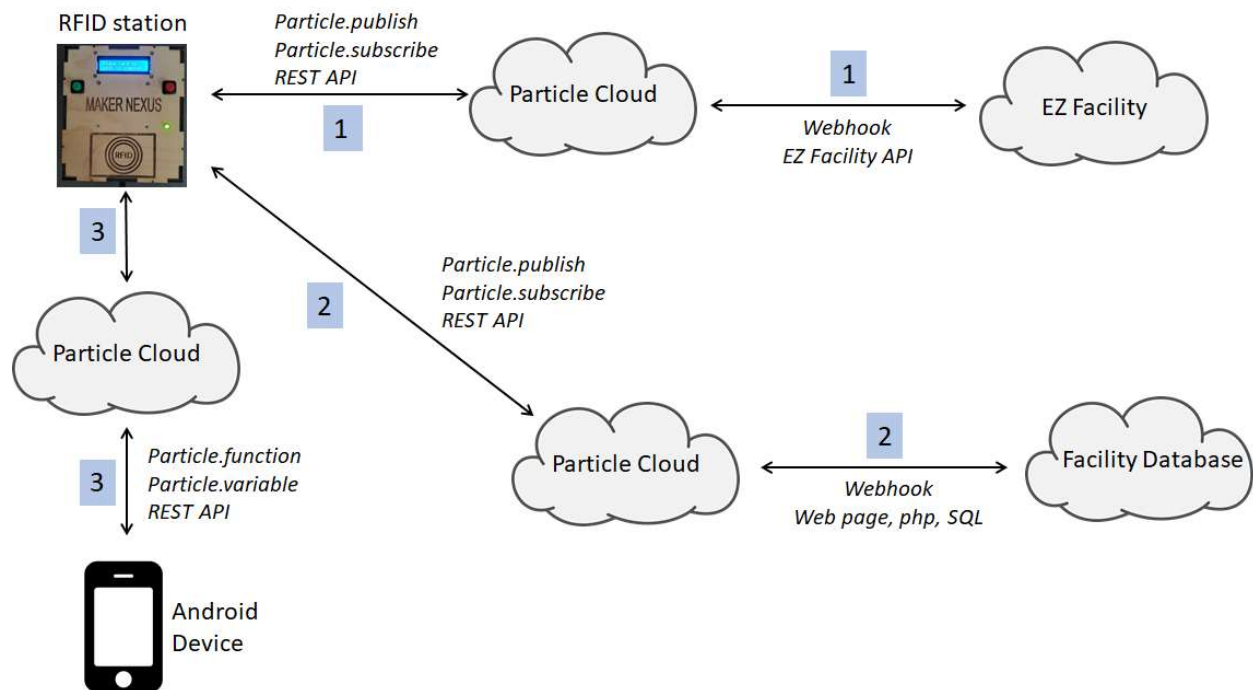 RFID station
MAKER NEXUS
RFID
Particle.publish
Particle.subscribe
REST API
1
Particle Cloud
1
Webhook
EZ Facility API
EZ Facility
3
Particle Cloud
3
Particle.function
Particle.variable
REST API
Android
Device
2
Particle.publish
Particle.subscribe
REST API
Particle Cloud
2
Webhook
Web page, php, SQL
Facility Database